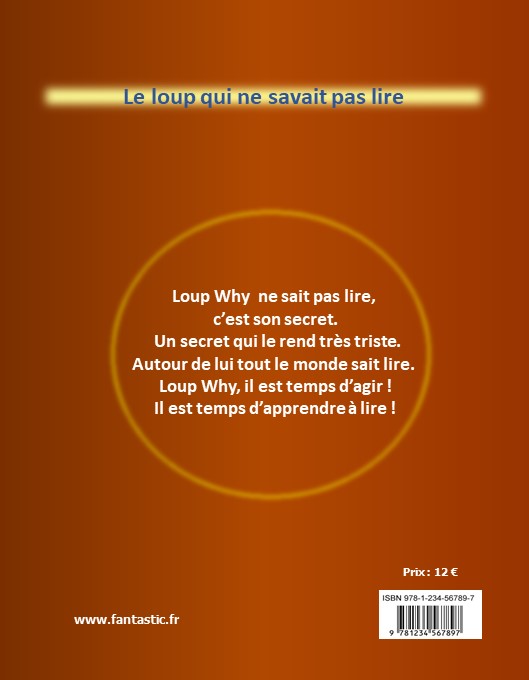 Le loup qui ne savait pas lire
Loup Why ne sait pas lire,
c’est son secret.
Un secret qui le rend très triste.
Autour de lui tout le monde sait lire.
Loup Why, il est temps d’agir !
Il est temps d’apprendre à lire !
Prix : 12 €
ISBN 978-1-234-56789-7
9 781234 567897
www.fantastic.fr